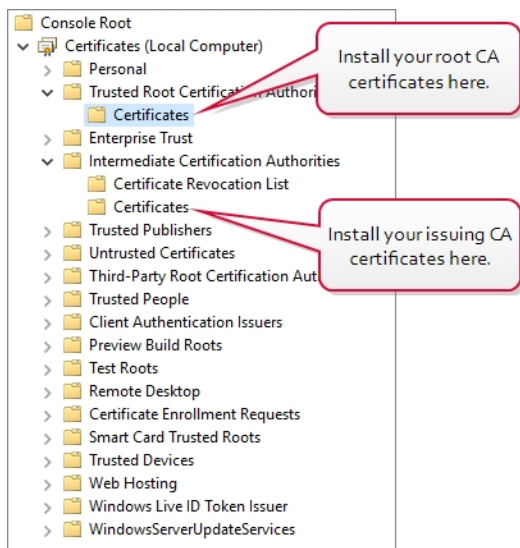 Console Root
Certificates (Local Computer)
Personal
Trusted Root Certification Authori
Certificates
Enterprise Trust
Intermediate Certification Authorities
Certificate Revocation List
Certificates
Trusted Publishers
Untrusted Certificates
Third-Party Root Certification Aut
Trusted People
Client Authentication Issuers
Preview Build Roots
Test Roots
Remote Desktop
Certificate Enrollment Requests
Smart Card Trusted Roots
Trusted Devices
Web Hosting
Windows Live ID Token Issuer
WindowsServerUpdateServices
Install your root CA
certificates here.
Install your issuing CA
certificates here.